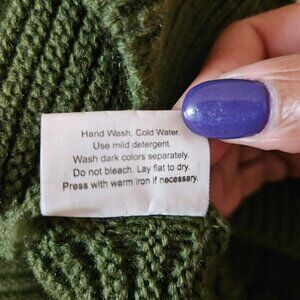 Hand Wash, Cold Water.
Use mild detergent.
Wash dark colors separately.
Do not bleach. Lay flat to dry.
Press with warm iron if necessary.